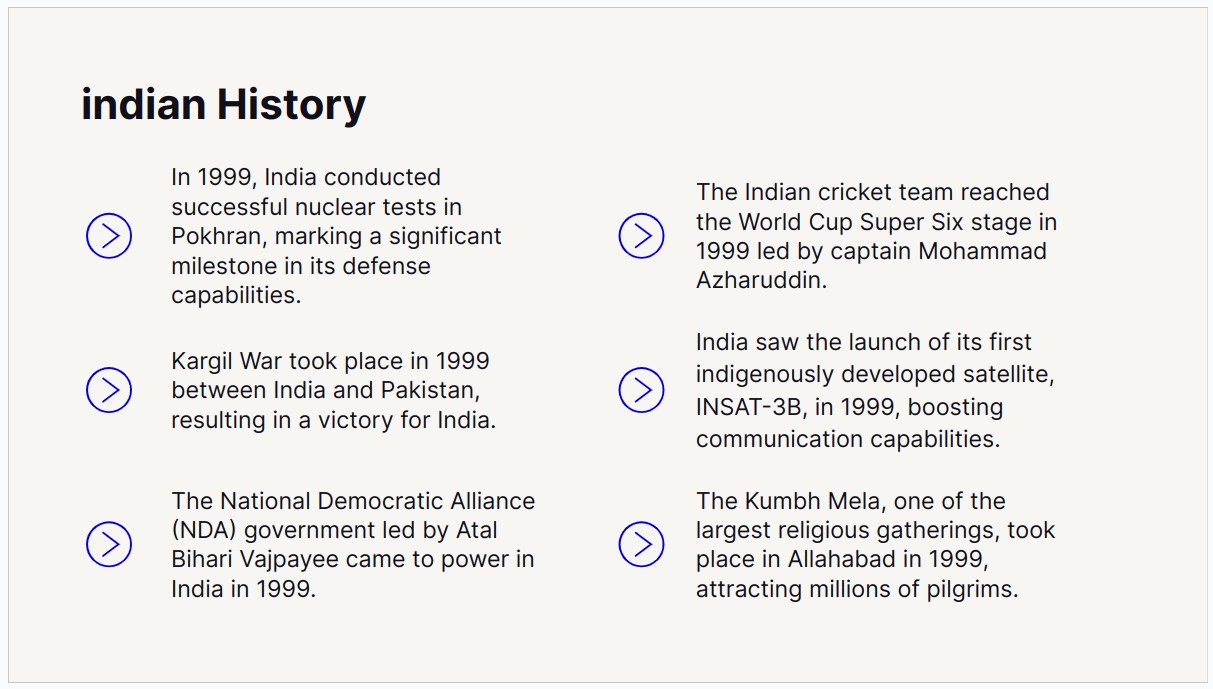 indian History
In 1999, India conducted
successful nuclear tests in
Pokhran, marking a significant
milestone in its defense
capabilities.
Kargil War took place in 1999
between India and Pakistan,
resulting in a victory for India.
The National Democratic Alliance
(NDA) government led by Atal
Bihari Vajpayee came to power in
India in 1999.
The Indian cricket team reached
the World Cup Super Six stage in
1999 led by captain Mohammad
Azharuddin.
India saw the launch of its first
indigenously developed satellite,
INSAT-3B, in 1999, boosting
communication capabilities.
The Kumbh Mela, one of the
largest religious gatherings, took
place in Allahabad in 1999,
attracting millions of pilgrims.